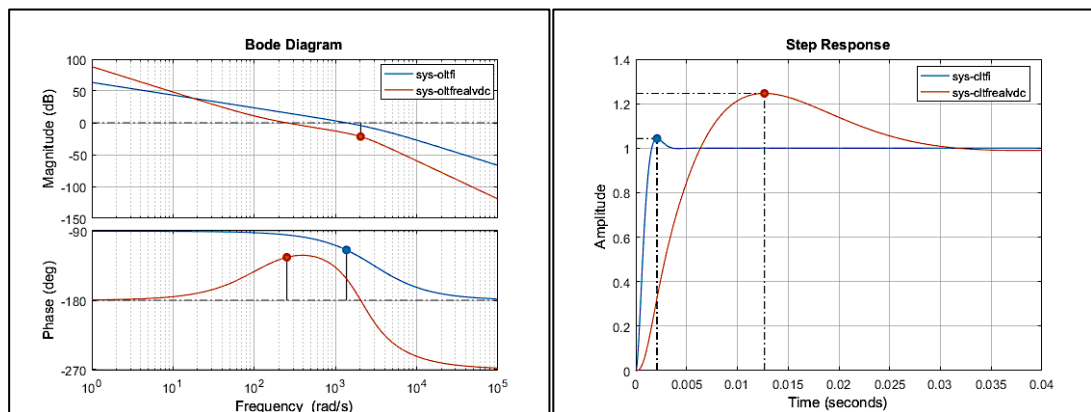 Bode Diagram
sys-oltfi
sys-oltfrealvdc
Magnitude (dB)
100
50
0
-50
-100
-150
Phase (deg)
-90
-180
-270
10^0
10^1
10^2
10^3
10^4
10^5
Frequency (rad/s)
Step Response
sys-cltfi
sys-cltfrealvdc
Amplitude
1.4
1.2
1
0.8
0.6
0.4
0.2
0
0
0.005
0.01
0.015
0.02
0.025
0.03
0.035
0.04
Time (seconds)